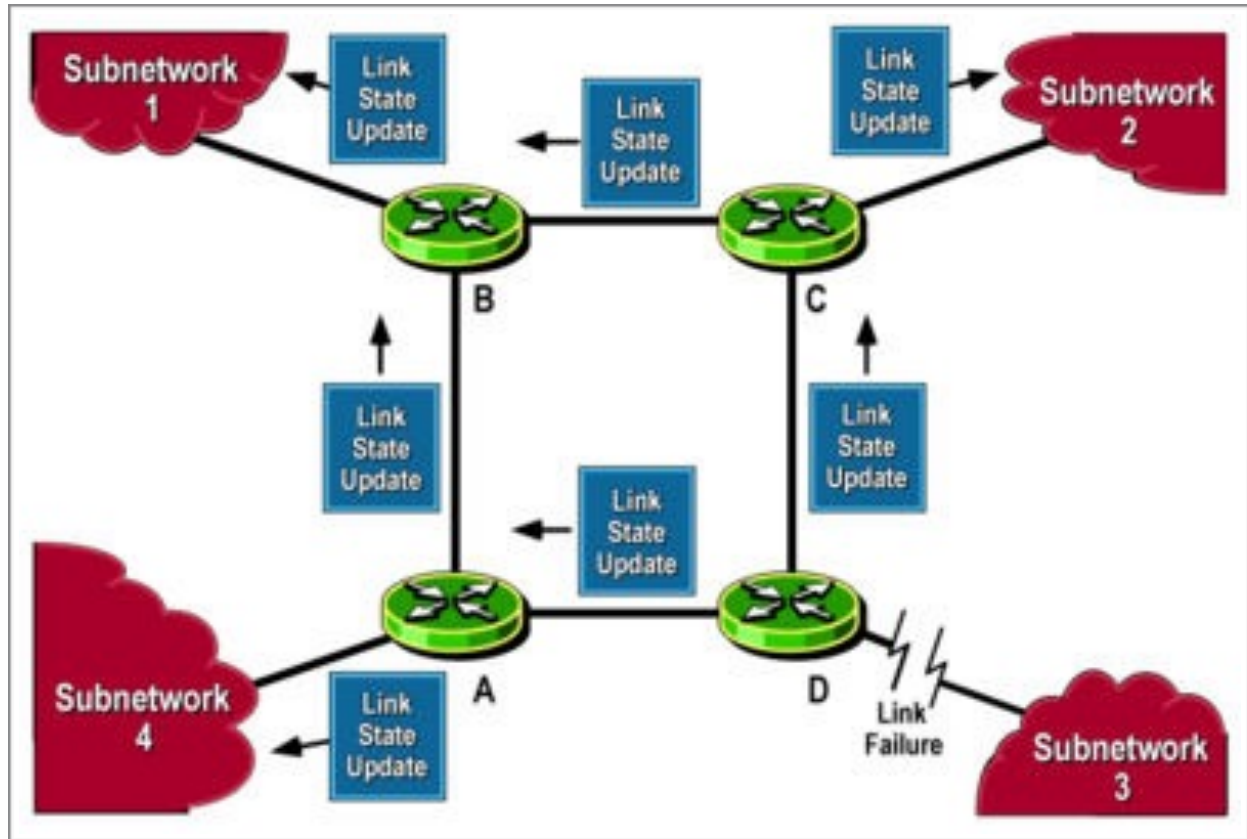 Subnetwork
1
Link
State
Update
Link
State
Update
Link
State
Update
Subnetwork
2
B
C
Link
State
Update
Link
State
Update
Link
State
Update
A
D
Subnetwork
4
Link
State
Update
Link
Failure
Subnetwork
3